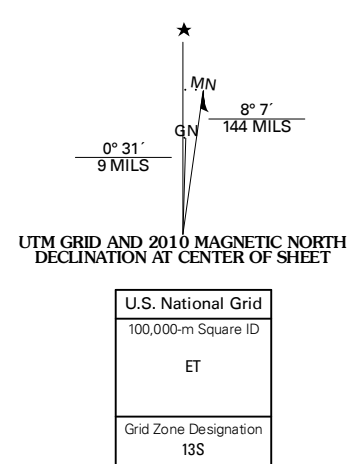 MN
8° 7´
144 MILS
GN
0° 31´
9 MILS
UTM GRID AND 2010 MAGNETIC NORTH
DECLINATION AT CENTER OF SHEET
U.S. National Grid
100,000-m Square ID
ET
Grid Zone Designation
13S